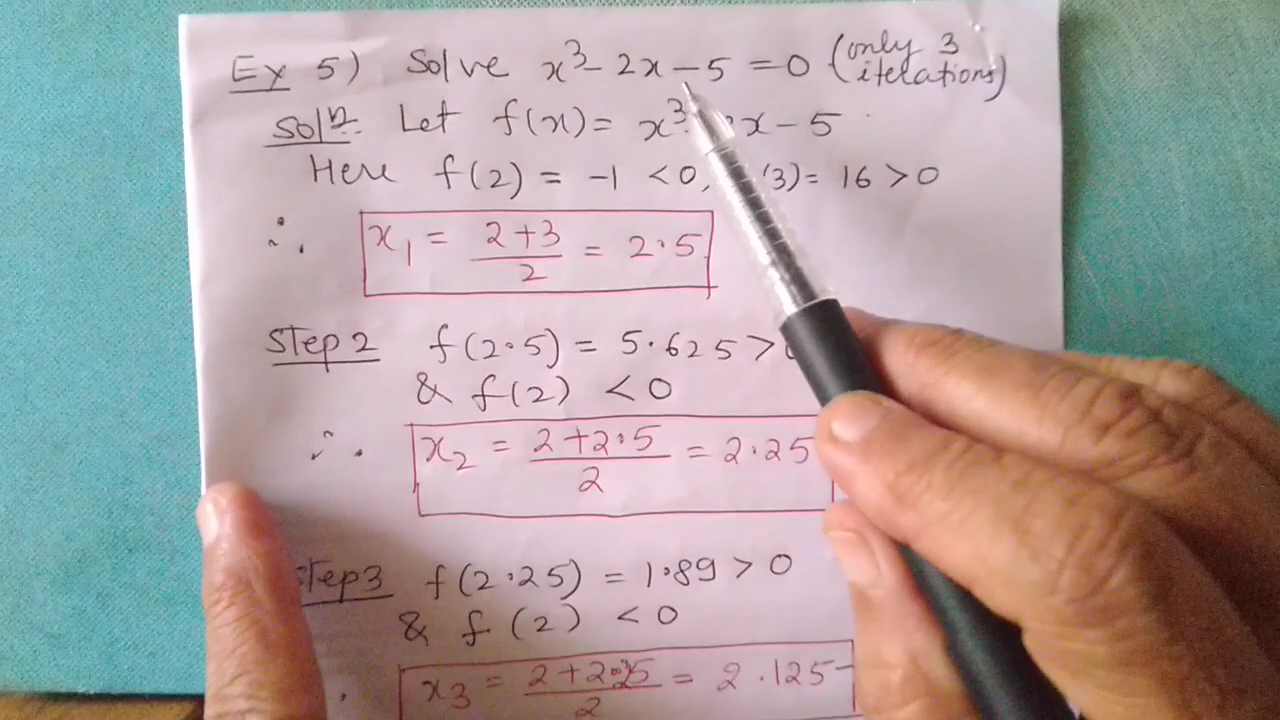 Ex 5) Solve x³ - 2x - 5 = 0 (only 3 iterations)
Solⁿ. Let f(x) = x³ x - 5
Here f(2) = -1 < 0, (3) = 16 > 0
∴ x₁ = (2+3)/2 = 2.5
Step 2 f(2.5) = 5.625 >
& f(2) < 0
∴ x₂ = (2+2.5)/2 = 2.25
Step3 f(2.25) = 1.89 > 0
& f(2) < 0
x₃ = (2+2.25)/2 = 2.125